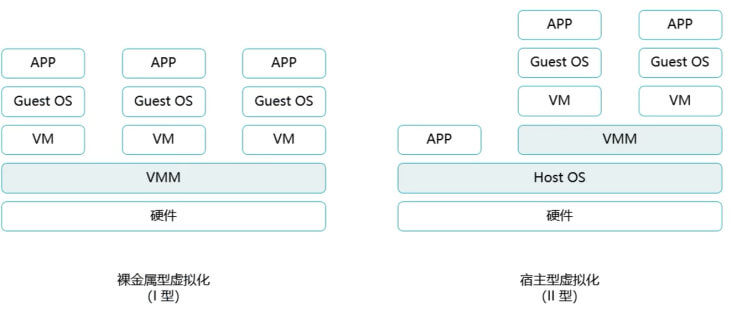 APP
APP
APP
Guest OS
Guest OS
Guest OS
VM
VM
VM
VMM
硬件
裸金属型虚拟化
(I 型)
APP
APP
Guest OS
Guest OS
VM
VM
APP
VMM
Host OS
硬件
宿主型虚拟化
(II 型)